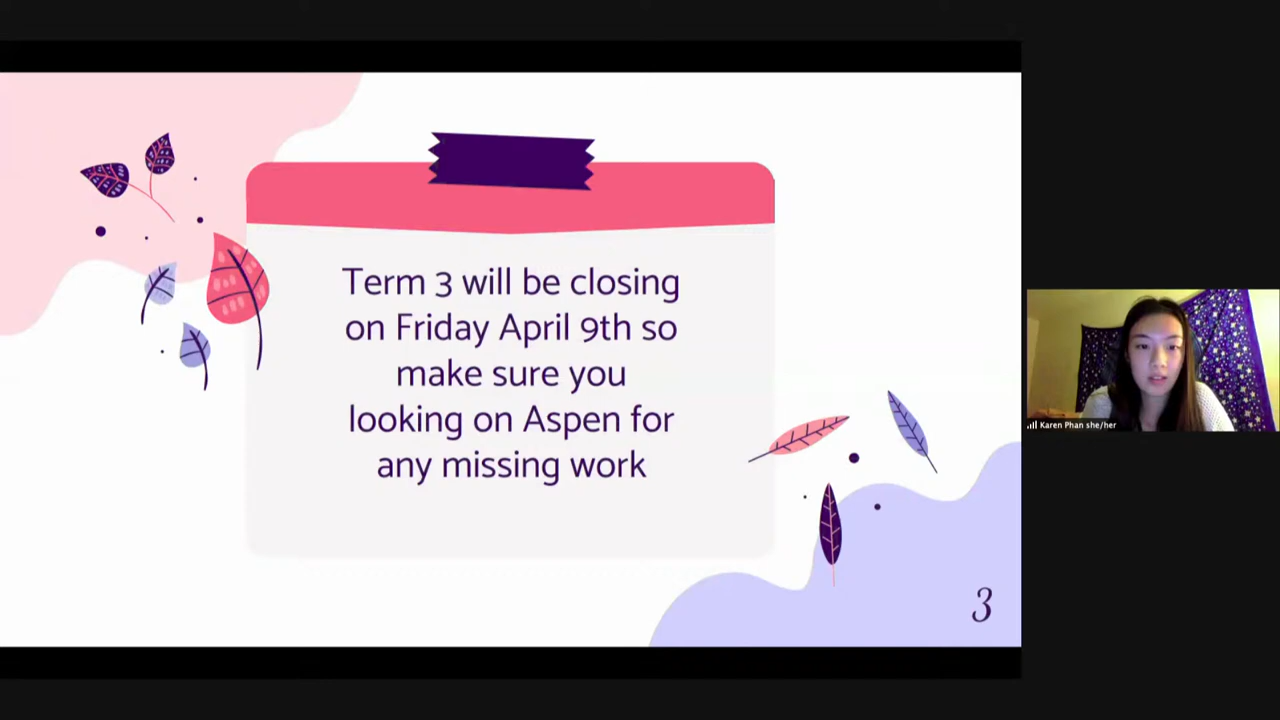 Term 3 will be closing
on Friday April 9th so
make sure you
looking on Aspen for
any missing work
3
Karen Phan she/her